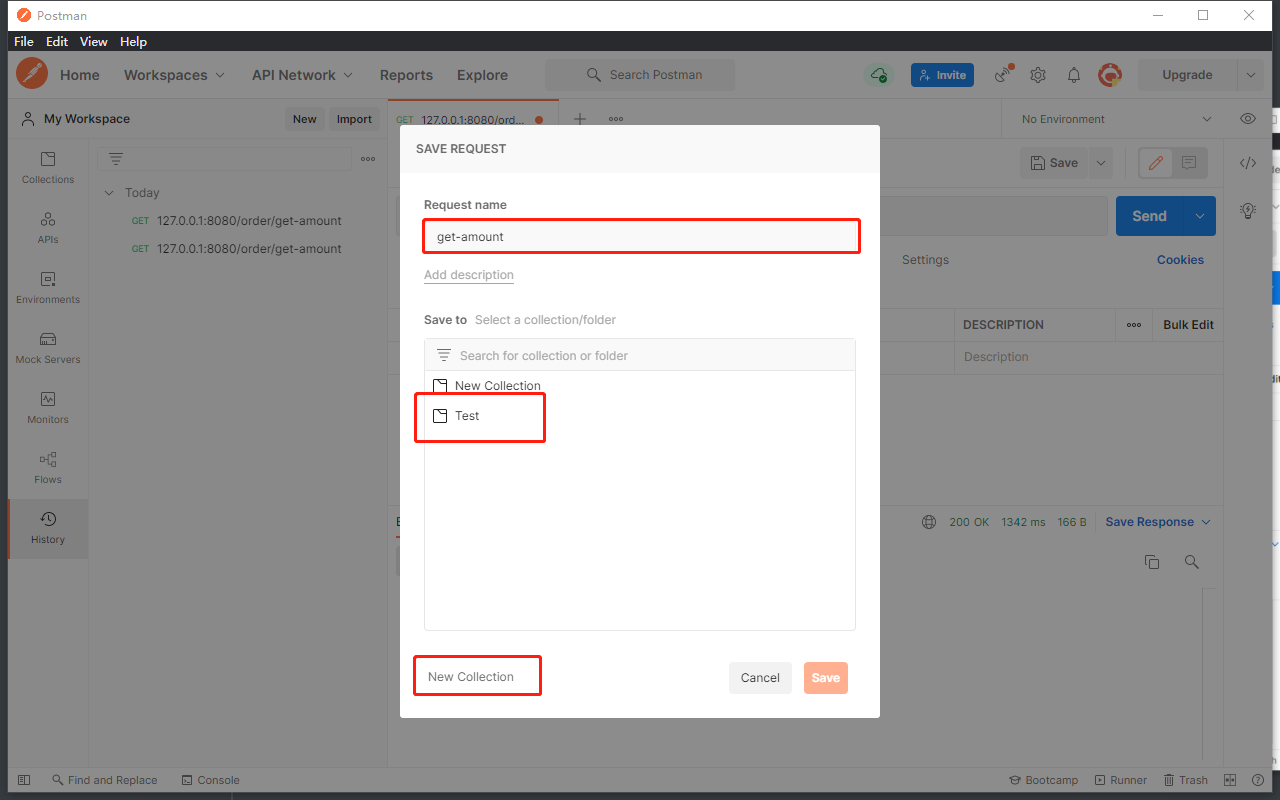 Postman
File Edit View Help
Home Workspaces API Network Reports Explore Search Postman Invite Upgrade
My Workspace New Import GET 127.0.0.1:8080/ord... No Environment
SAVE REQUEST
Collections
Save
Today
GET 127.0.0.1:8080/order/get-amount
Request name
get-amount
Send
APIs
GET 127.0.0.1:8080/order/get-amount
Add description
Settings Cookies
Environments
Save to Select a collection/folder
DESCRIPTION Bulk Edit
Mock Servers
Search for collection or folder
Description
New Collection
Test
Monitors
Flows
History
200 OK 1342 ms 166 B Save Response
New Collection Cancel Save
Find and Replace Console Bootcamp Runner Trash